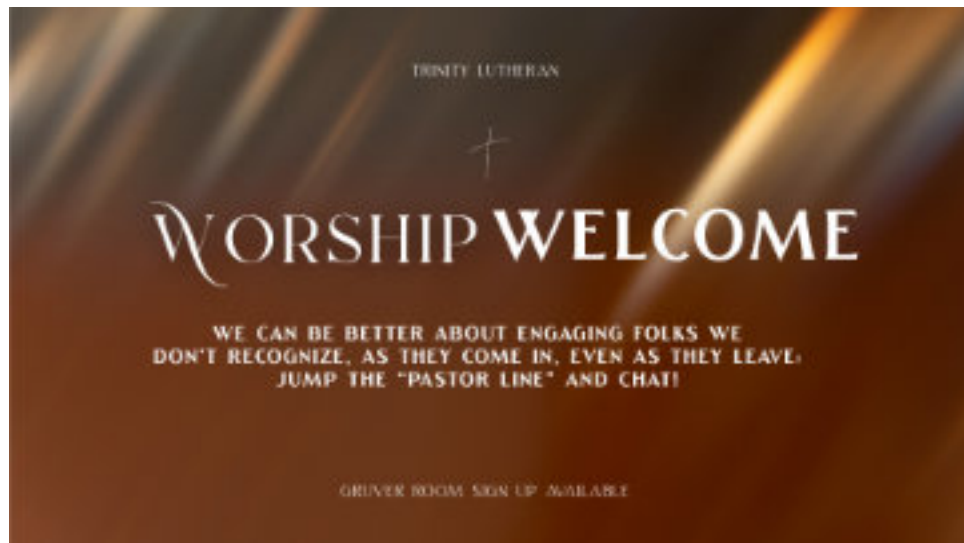 TRINITY LUTHERAN
WORSHIP WELCOME
WE CAN BE BETTER ABOUT ENGAGING FOLKS WE
DON'T RECOGNIZE, AS THEY COME IN, EVEN AS THEY LEAVE:
JUMP THE "PASTOR LINE" AND CHAT!
GRUVER ROOM SIGN UP AVAILABLE